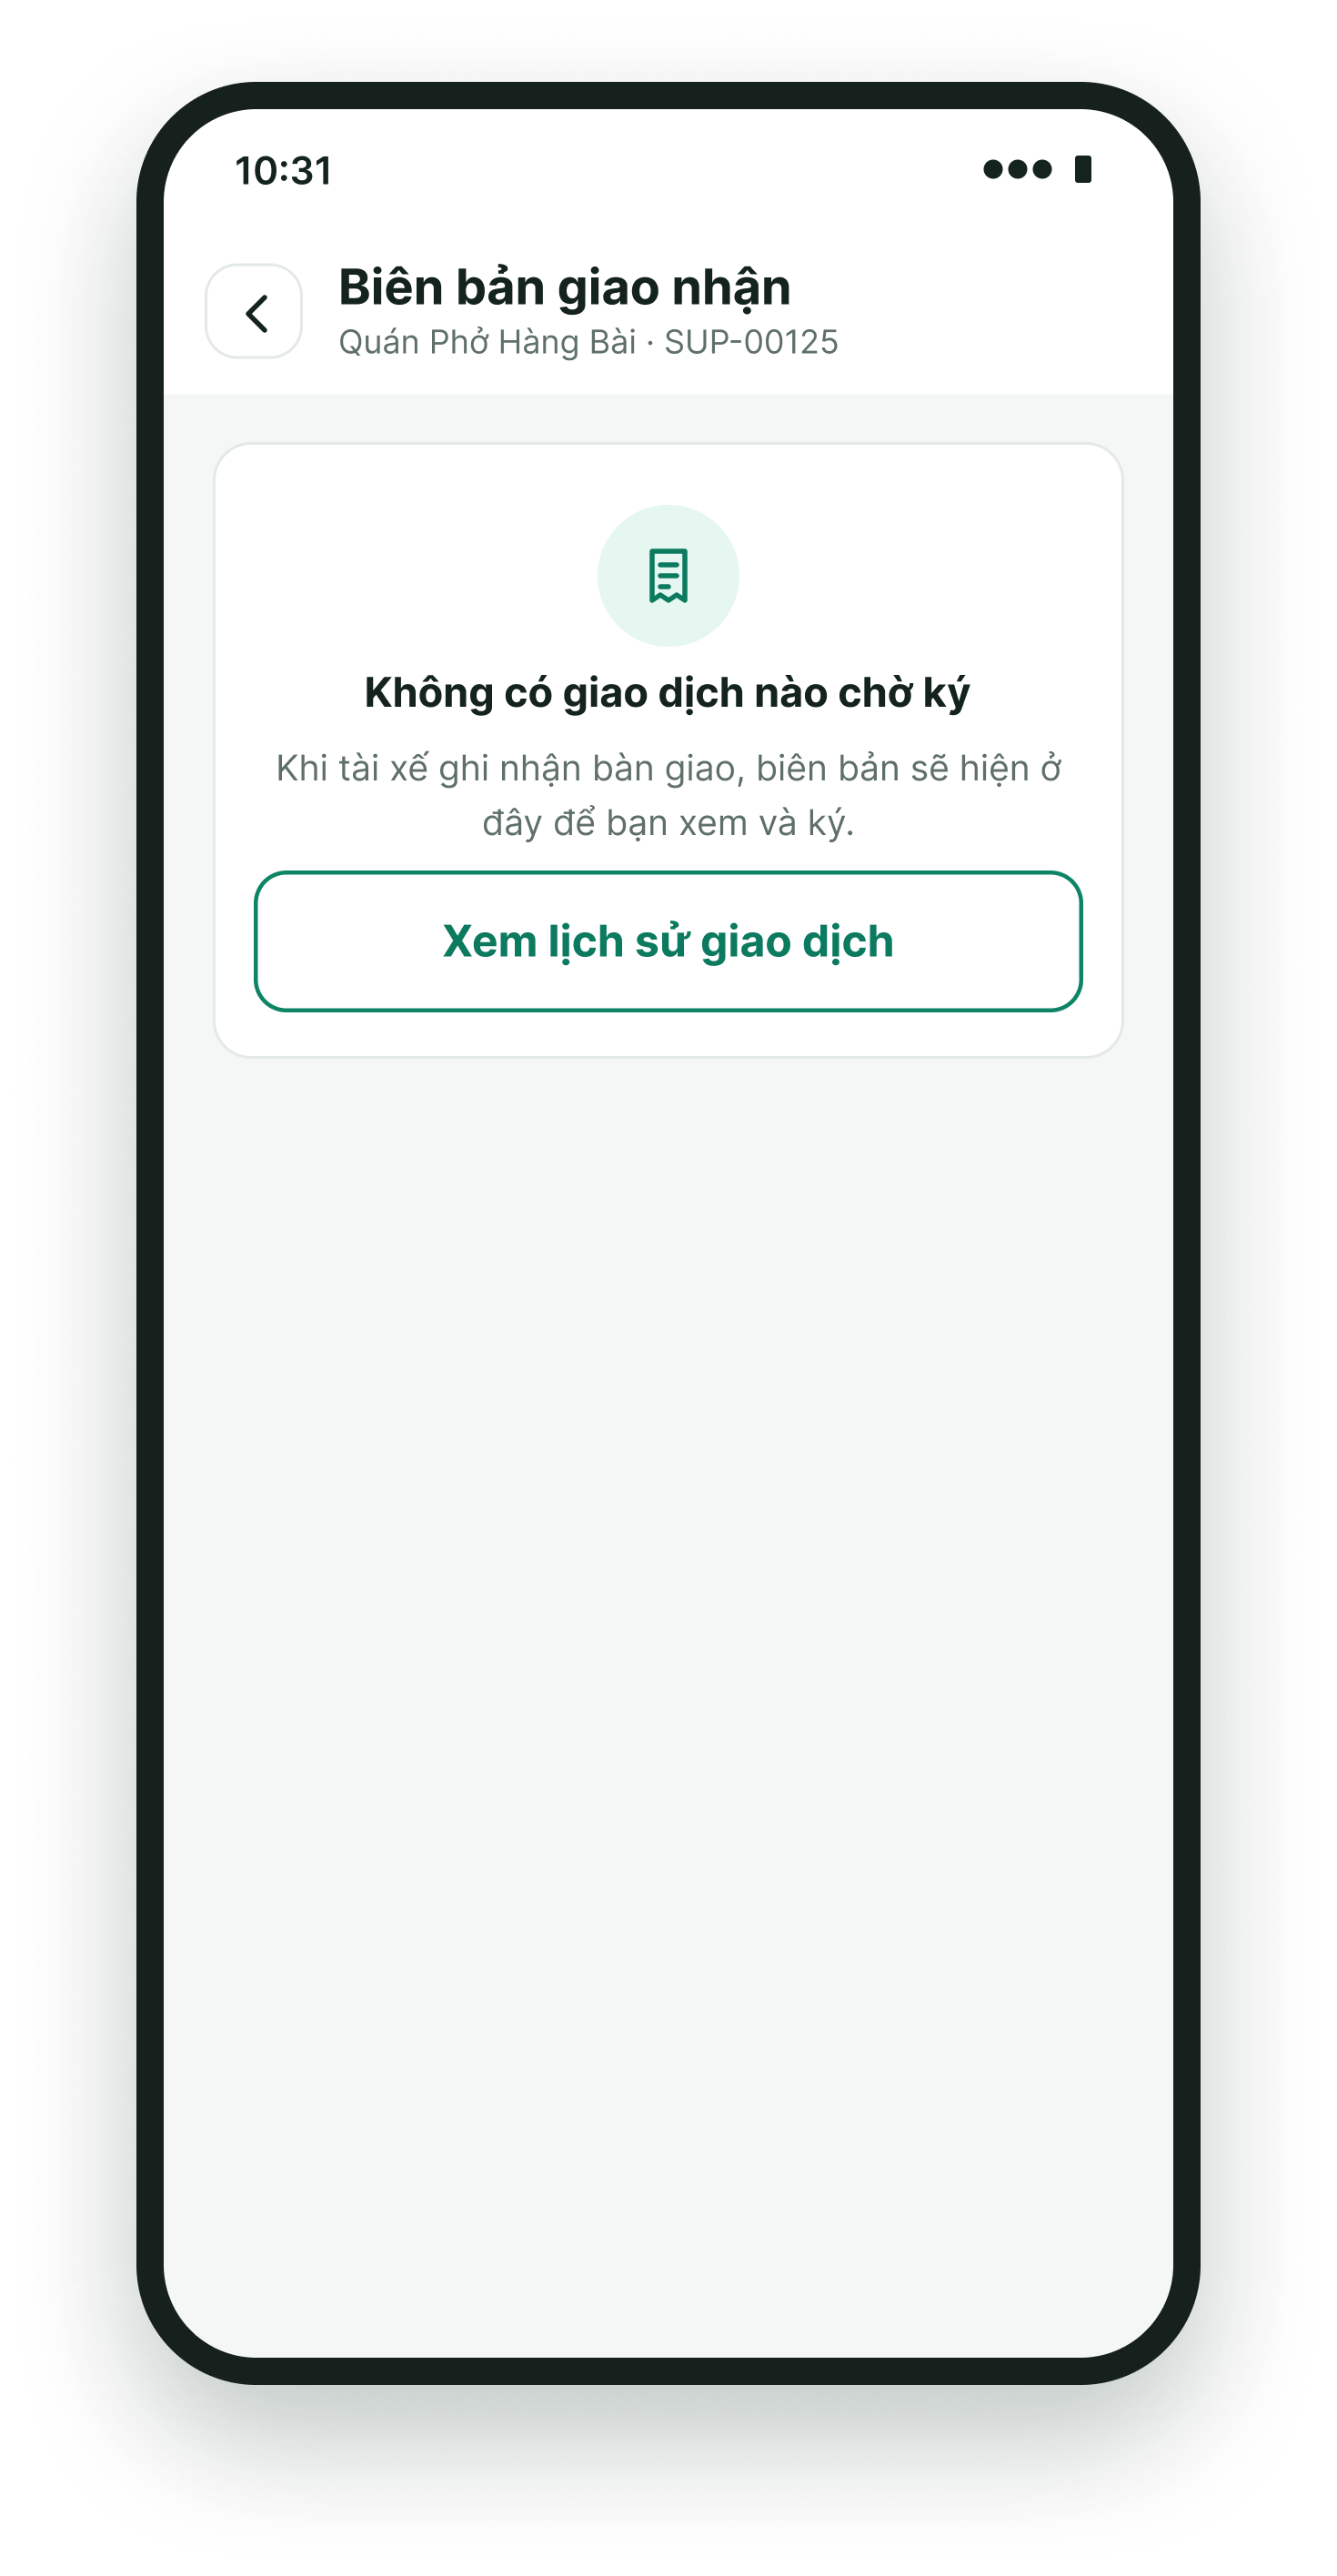 10:31
Biên bản giao nhận
Quán Phở Hàng Bài · SUP-00125
Không có giao dịch nào chờ ký
Khi tài xế ghi nhận bàn giao, biên bản sẽ hiện ở
đây để bạn xem và ký.
Xem lịch sử giao dịch